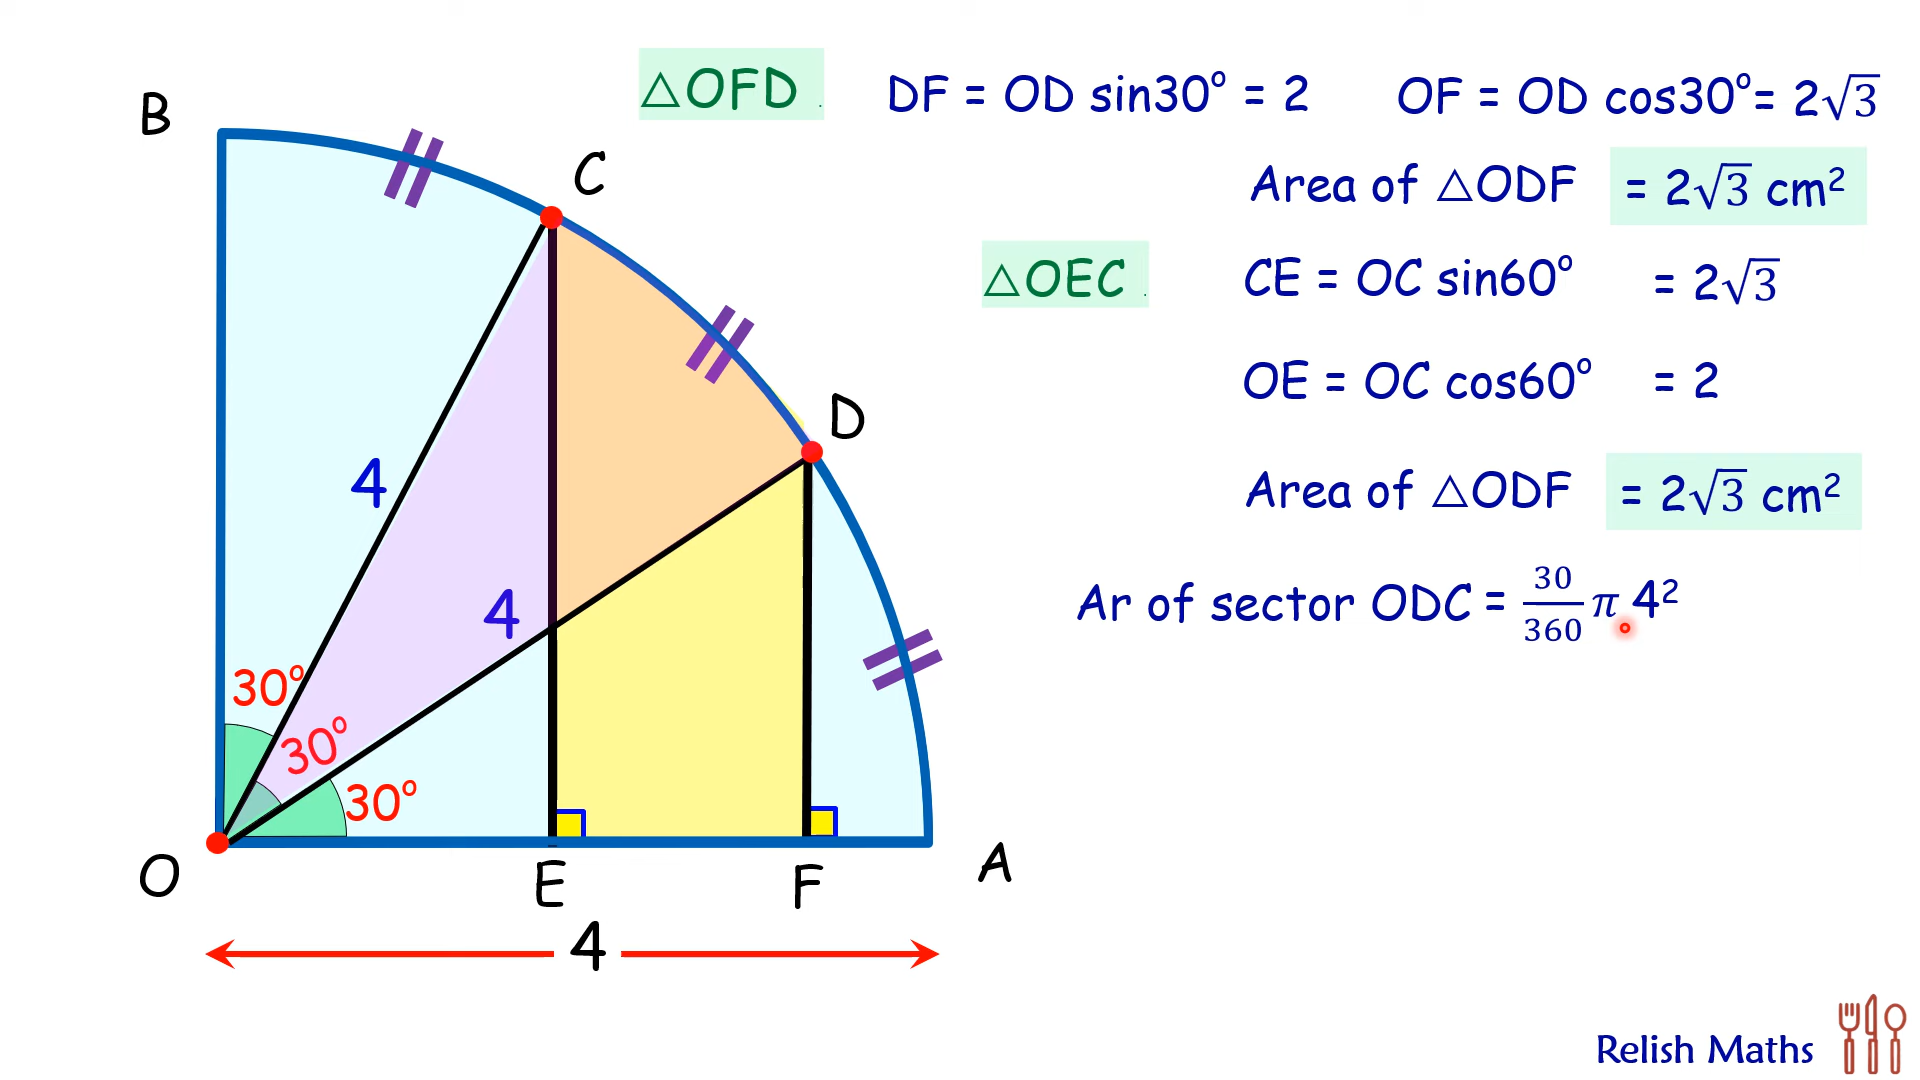 △OFD DF = OD sin30° = 2 OF = OD cos30° = 2√3
B
C
Area of △ODF = 2√3 cm²
△OEC CE = OC sin60° = 2√3
OE = OC cos60° = 2
D
4
Area of △ODF = 2√3 cm²
4
Ar of sector ODC = 30/360 π 4²
30°
30°
30°
O E F A
4
Relish Maths